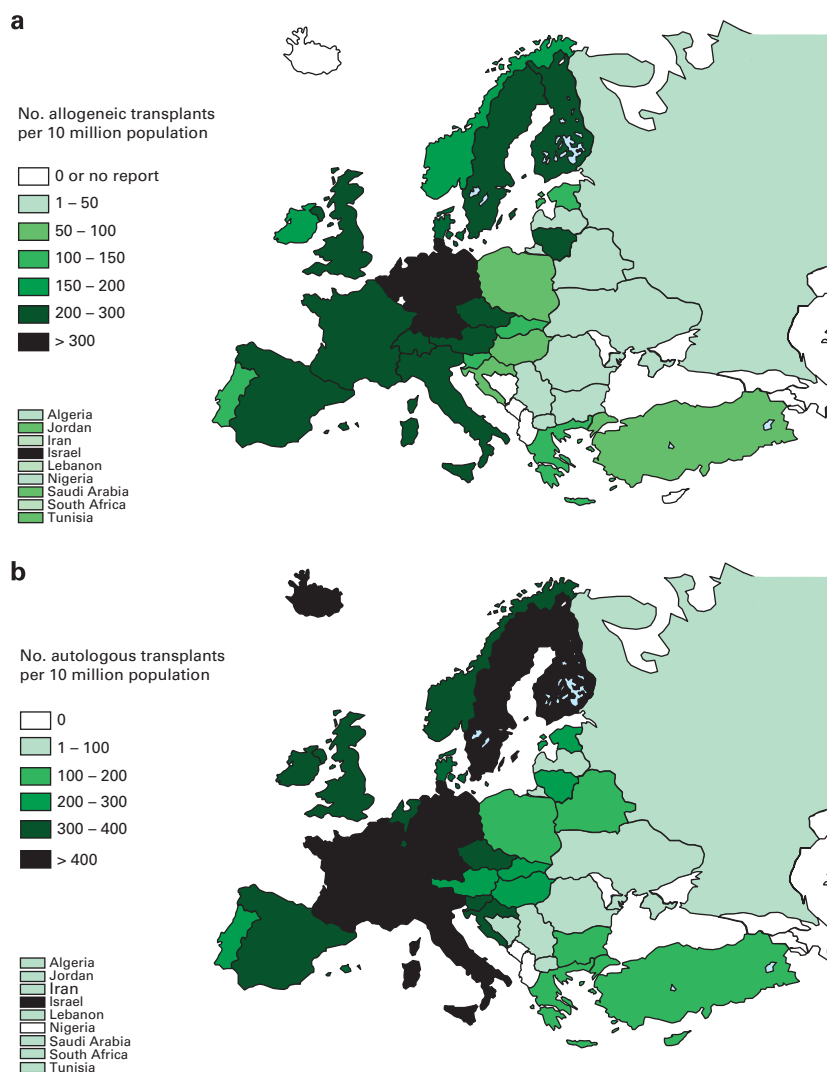 a
No. allogeneic transplants
per 10 million population
0 or no report
1 – 50
50 – 100
100 – 150
150 – 200
200 – 300
> 300
Algeria
Jordan
Iran
Israel
Lebanon
Nigeria
Saudi Arabia
South Africa
Tunisia
b
No. autologous transplants
per 10 million population
0
1 – 100
100 – 200
200 – 300
300 – 400
> 400
Algeria
Jordan
Iran
Israel
Lebanon
Nigeria
Saudi Arabia
South Africa
Tunisia